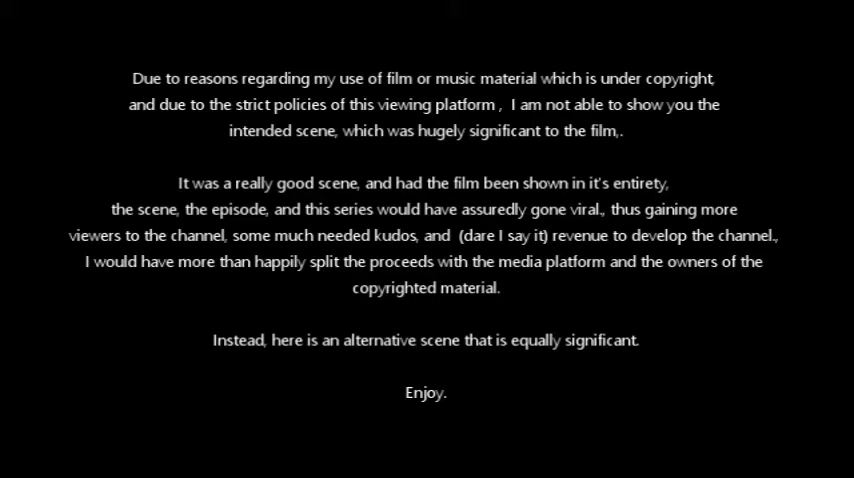 Due to reasons regarding my use of film or music material which is under copyright,
and due to the strict policies of this viewing platform , I am not able to show you the
intended scene, which was hugely significant to the film,.
It was a really good scene, and had the film been shown in it's entirety,
the scene, the episode, and this series would have assuredly gone viral., thus gaining more
viewers to the channel, some much needed kudos, and (dare I say it) revenue to develop the channel.,
I would have more than happily split the proceeds with the media platform and the owners of the
copyrighted material.
Instead, here is an alternative scene that is equally significant.
Enjoy.